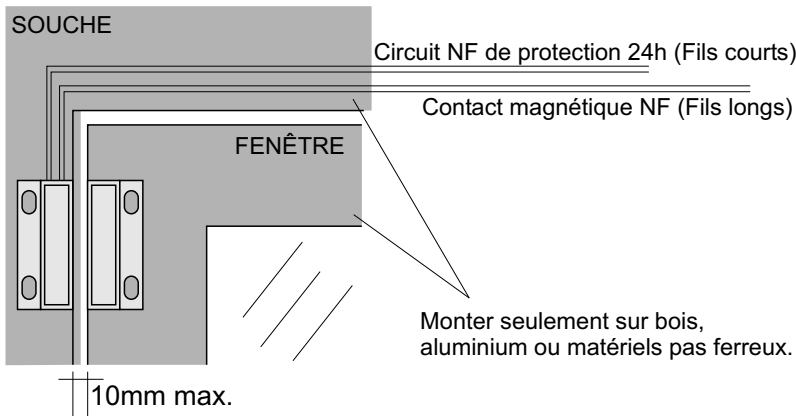 SOUCHE
Circuit NF de protection 24h (Fils courts)
Contact magnétique NF (Fils longs)
FENÊTRE
Monter seulement sur bois,
aluminium ou matériels pas ferreux.
10mm max.